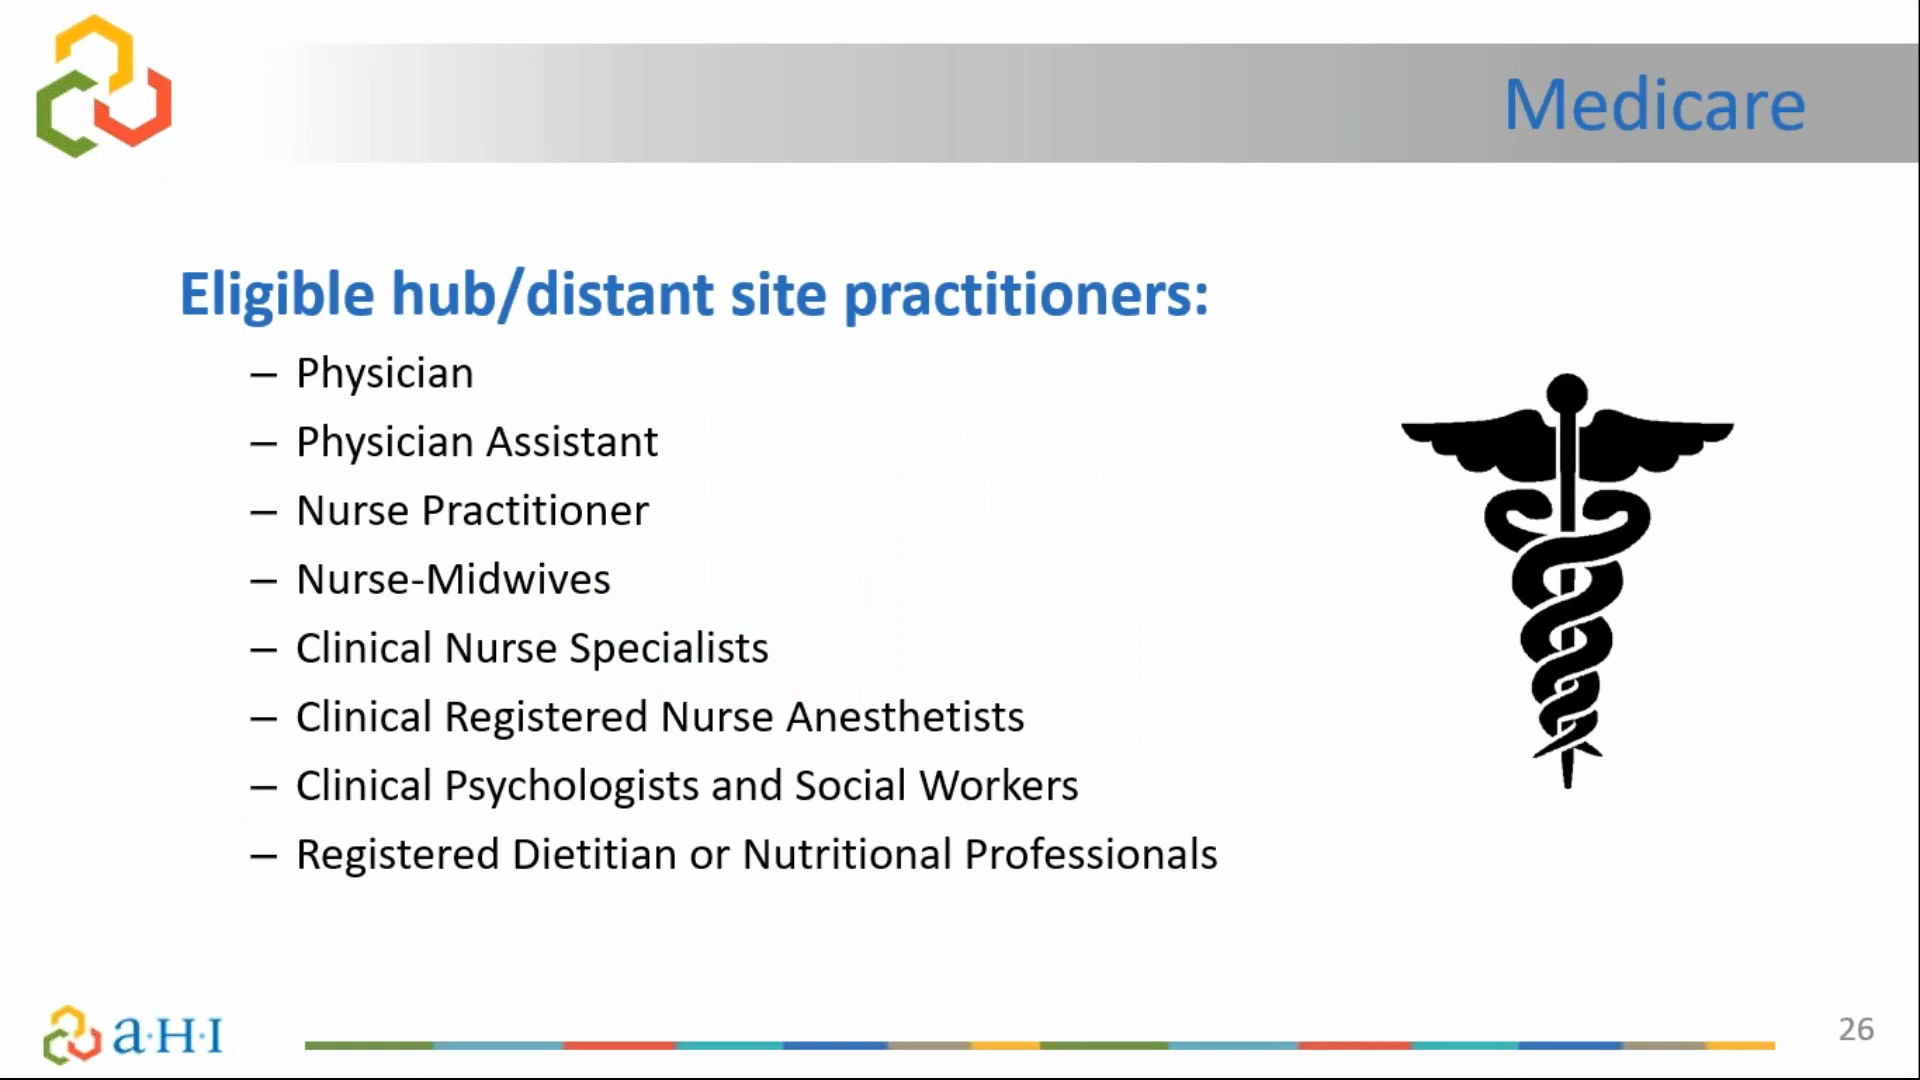 Medicare
Eligible hub/distant site practitioners:
– Physician
– Physician Assistant
– Nurse Practitioner
– Nurse-Midwives
– Clinical Nurse Specialists
– Clinical Registered Nurse Anesthetists
– Clinical Psychologists and Social Workers
– Registered Dietitian or Nutritional Professionals
a·H·I
26